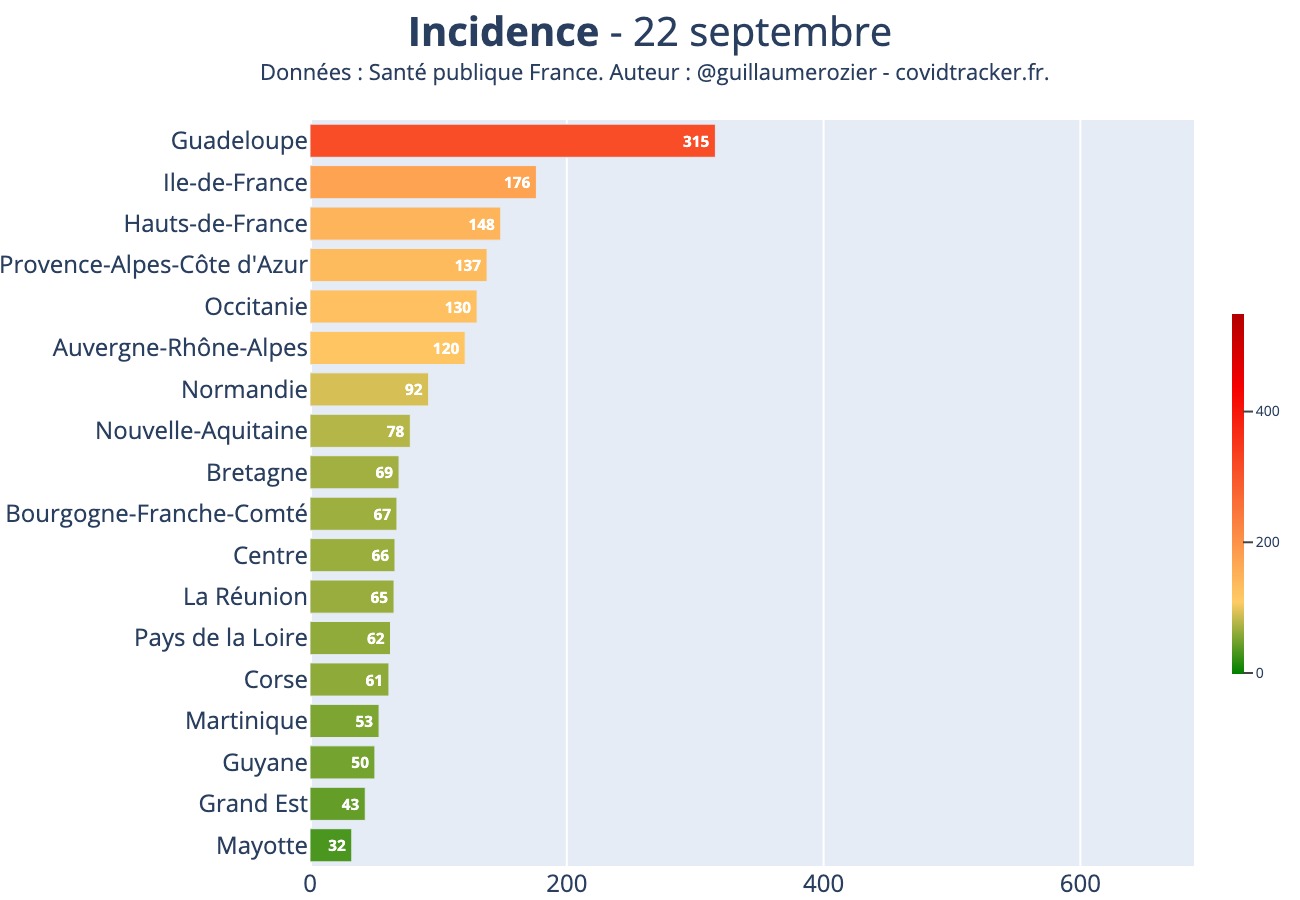 Incidence - 22 septembre
Données : Santé publique France. Auteur : @guillaumerozier - covidtracker.fr.
Guadeloupe 315
Ile-de-France 176
Hauts-de-France 148
Provence-Alpes-Côte d'Azur 137
Occitanie 130
Auvergne-Rhône-Alpes 120
Normandie 92
Nouvelle-Aquitaine 78
Bretagne 69
Bourgogne-Franche-Comté 67
Centre 66
La Réunion 65
Pays de la Loire 62
Corse 61
Martinique 53
Guyane 50
Grand Est 43
Mayotte 32
0 200 400 600
400
200
0